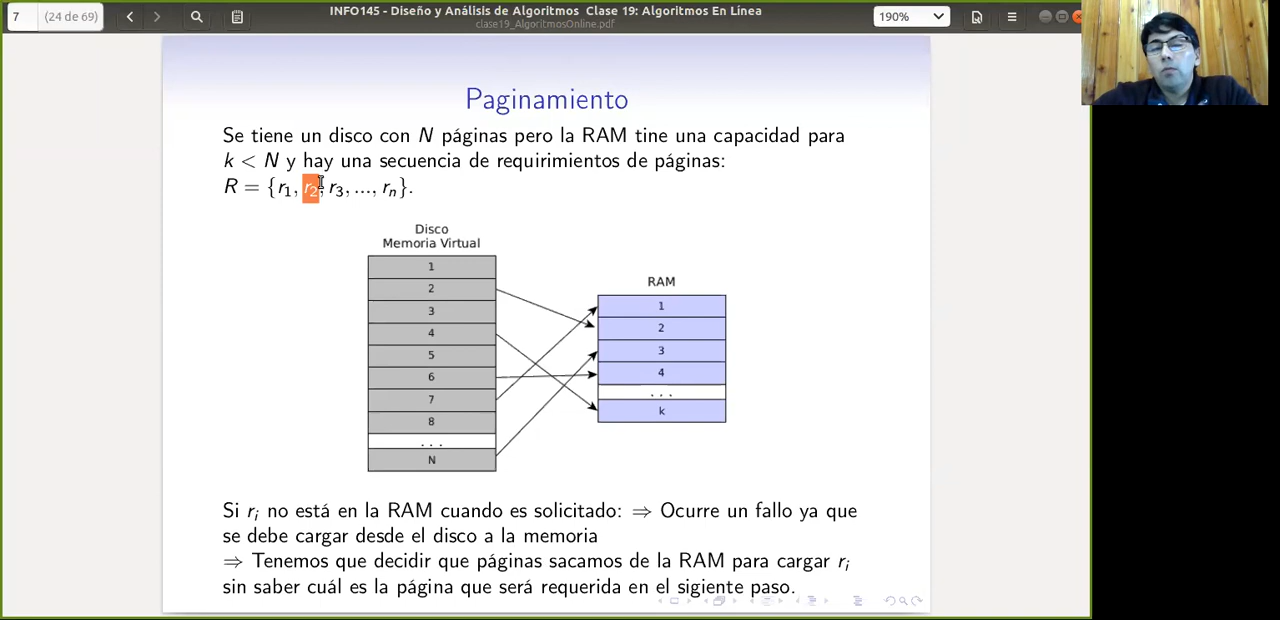 7
(24 de 69)
INFO145 - Diseño y Análisis de Algoritmos Clase 19: Algoritmos En Línea
clase19_AlgoritmosOnline.pdf
190%
Paginamiento
Se tiene un disco con N páginas pero la RAM tine una capacidad para
k < N y hay una secuencia de requirimientos de páginas:
R = {r1, r2, r3, ..., rn}.
Disco
Memoria Virtual
1
2
3
4
5
6
7
8
...
N
RAM
1
2
3
4
...
k
Si ri no está en la RAM cuando es solicitado: ⇒ Ocurre un fallo ya que
se debe cargar desde el disco a la memoria
⇒ Tenemos que decidir que páginas sacamos de la RAM para cargar ri
sin saber cuál es la página que será requerida en el sigiente paso.